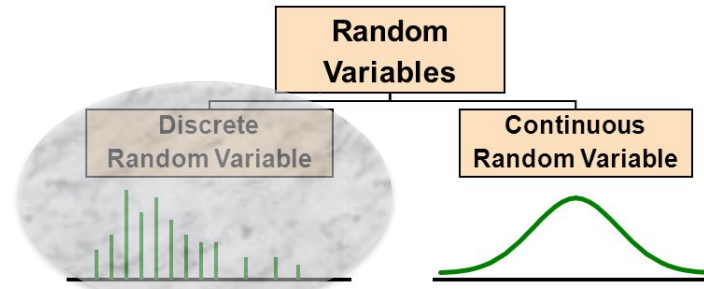 Random
Variables
Discrete
Random Variable
Continuous
Random Variable